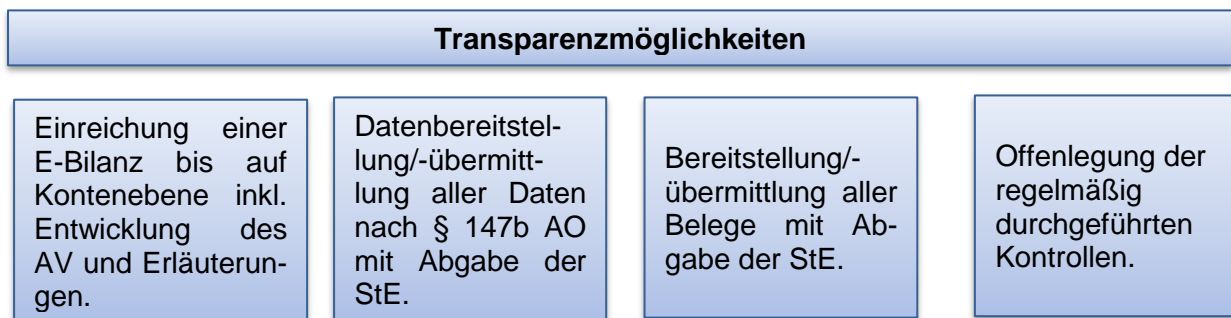 Transparenzmöglichkeiten
Einreichung einer
E-Bilanz bis auf
Kontenebene inkl.
Entwicklung des
AV und Erläuterun-
gen.
Datenbereitstel-
lung/-übermitt-
lung aller Daten
nach § 147b AO
mit Abgabe der
StE.
Bereitstellung/-
übermittlung aller
Belege mit Ab-
gabe der StE.
Offenlegung der
regelmäßig
durchgeführten
Kontrollen.